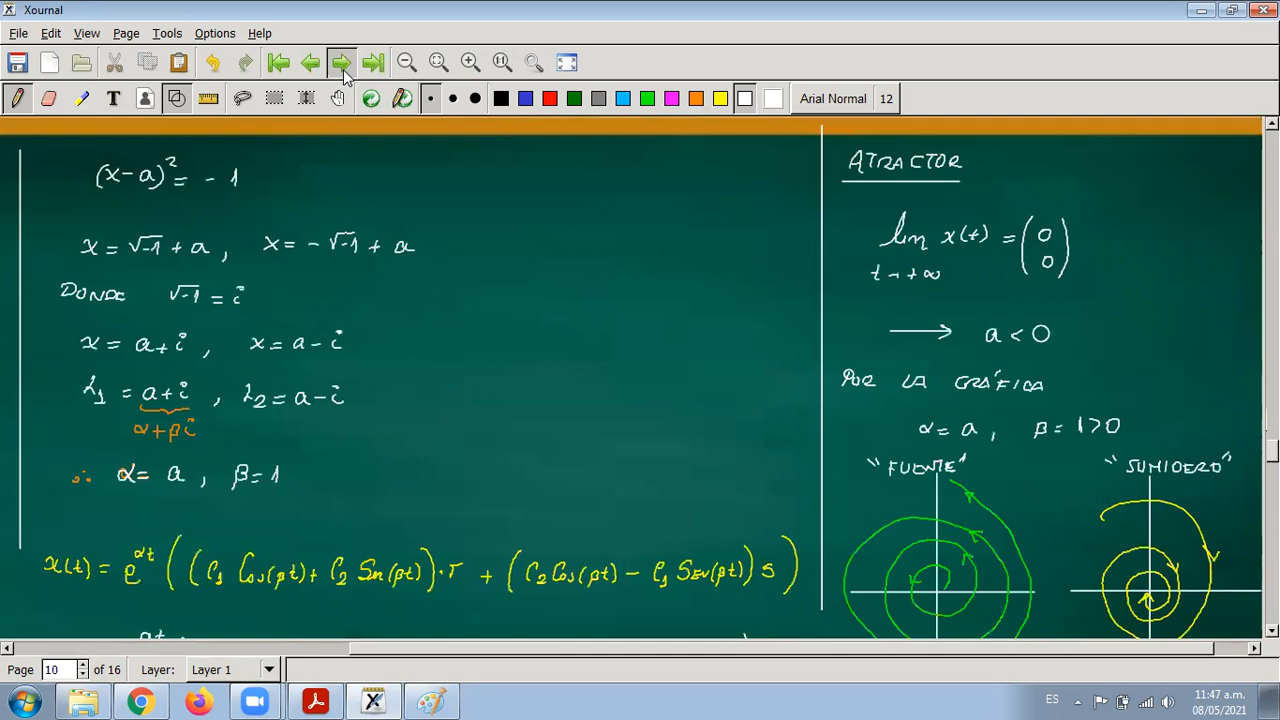 Xournal
File Edit View Page Tools Options Help
Arial Normal 12
(x-a)² = -1
x = √-1 + a , x = -√-1 + a
DONDE √-1 = i
x = a+i , x = a-i
λ1 = a+i , λ2 = a-i
α+βi
∴ α= a , β=1
x(t) = e^αt ((C1 Cos(βt) + C2 Sen(βt))·r + (C2 Cos(βt) - C1 Sen(βt)) s)
ATRACTOR
lim x(t) = (0
t→+∞ 0)
→ a < 0
POR LA GRÁFICA
α= a , β= 1>0
"FUENTE" "SUMIDERO"
Page 10 of 16 Layer: Layer 1
ES 11:47 a.m.
08/05/2021